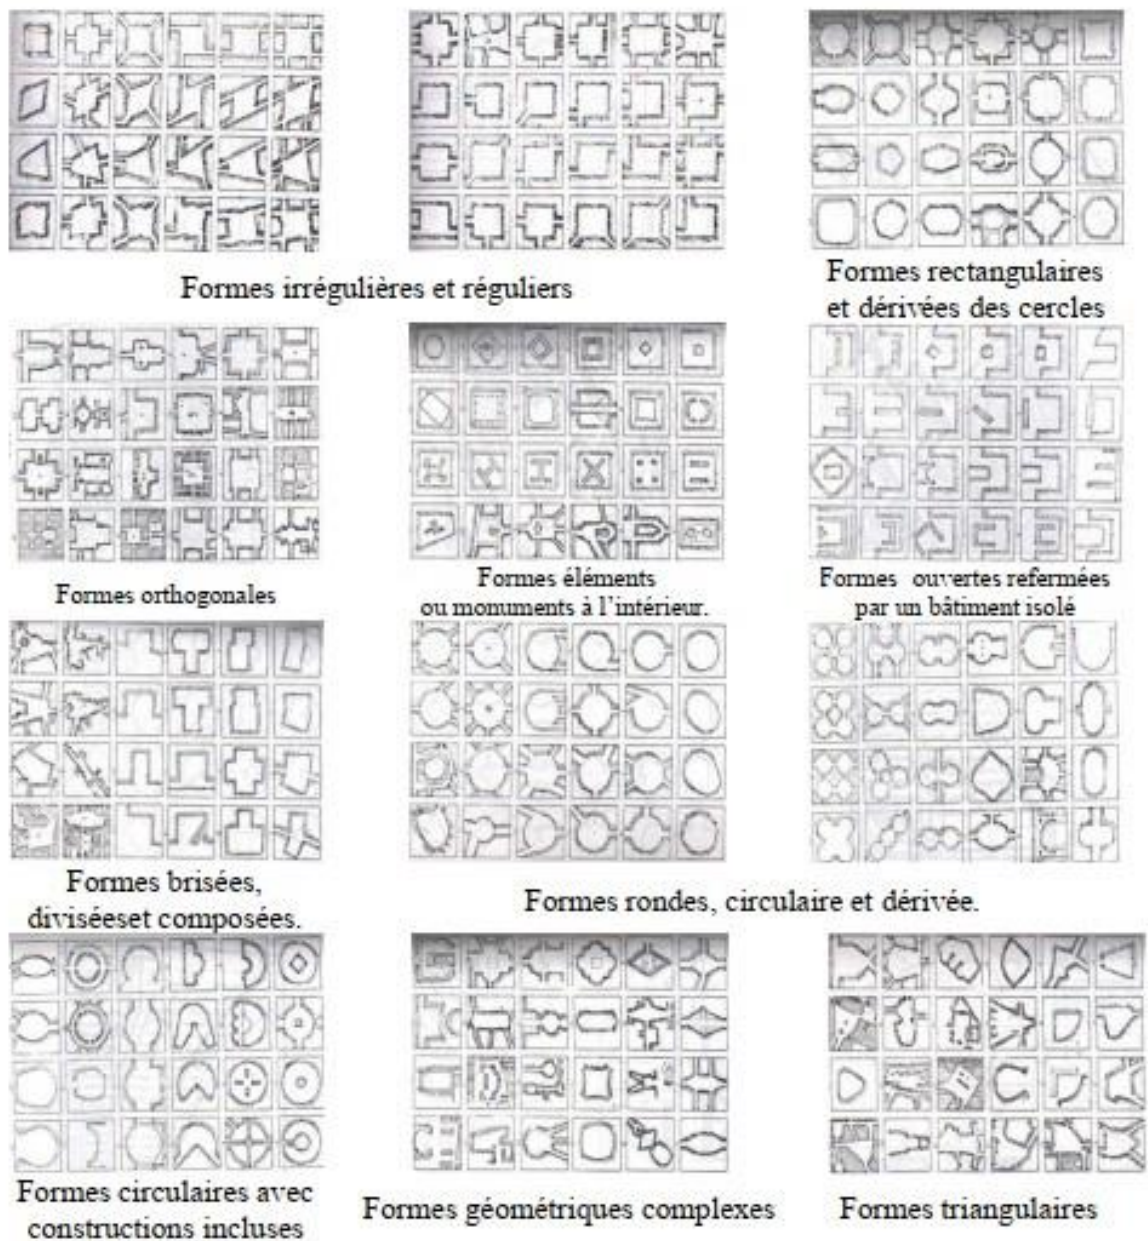 Formes irrégulières et réguliers
Formes rectangulaires
et dérivées des cercles
Formes orthogonales
Formes éléments
ou monuments à l'intérieur.
Formes ouvertes refermées
par un bâtiment isolé
Formes brisées,
diviséeset composées.
Formes rondes, circulaire et dérivée.
Formes circulaires avec
constructions incluses
Formes géométriques complexes
Formes triangulaires